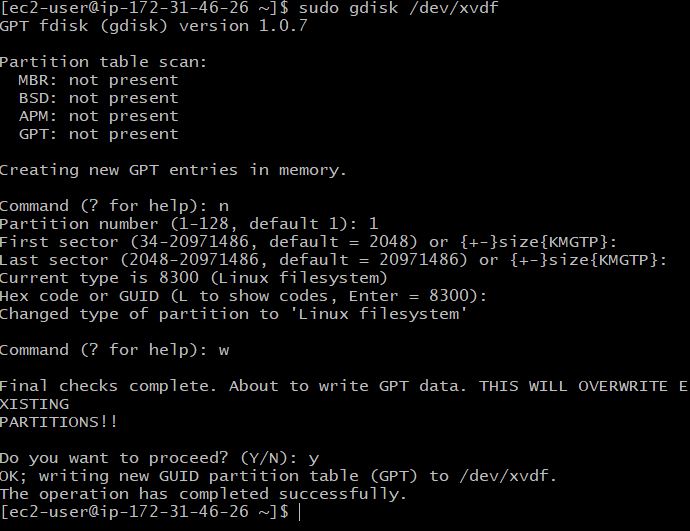 [ec2-user@ip-172-31-46-26 ~]$ sudo gdisk /dev/xvdf
GPT fdisk (gdisk) version 1.0.7
Partition table scan:
  MBR: not present
  BSD: not present
  APM: not present
  GPT: not present
Creating new GPT entries in memory.
Command (? for help): n
Partition number (1-128, default 1): 1
First sector (34-20971486, default = 2048) or {+-}size{KMGTP}:
Last sector (2048-20971486, default = 20971486) or {+-}size{KMGTP}:
Current type is 8300 (Linux filesystem)
Hex code or GUID (L to show codes, Enter = 8300):
Changed type of partition to 'Linux filesystem'
Command (? for help): w
Final checks complete. About to write GPT data. THIS WILL OVERWRITE E
XISTING
PARTITIONS!!
Do you want to proceed? (Y/N): y
OK; writing new GUID partition table (GPT) to /dev/xvdf.
The operation has completed successfully.
[ec2-user@ip-172-31-46-26 ~]$